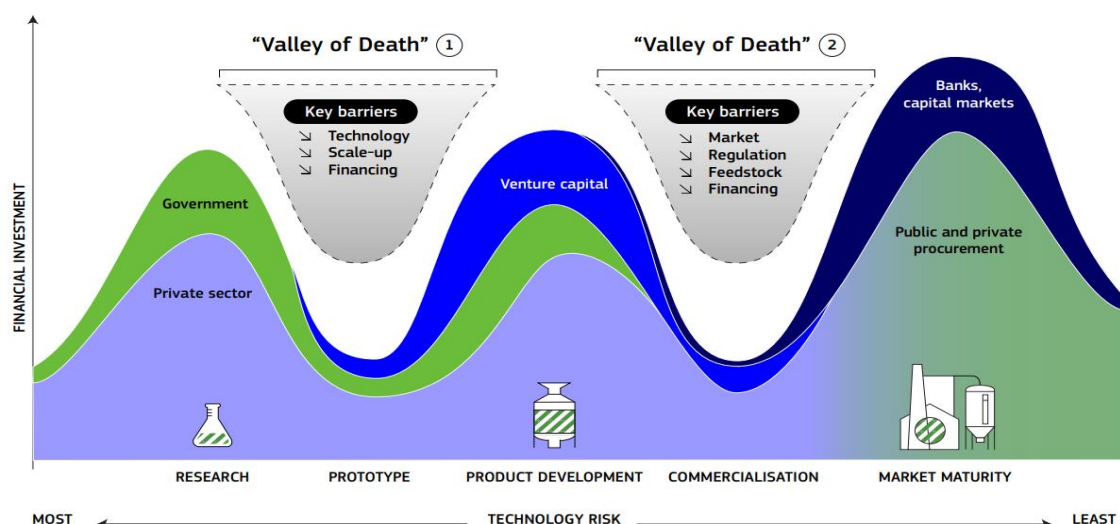 “Valley of Death” 1
“Valley of Death” 2
Key barriers
↘ Technology
↘ Scale-up
↘ Financing
Key barriers
↘ Market
↘ Regulation
↘ Feedstock
↘ Financing
Banks,
capital markets
Venture capital
Government
Public and private
procurement
Private sector
FINANCIAL INVESTMENT
RESEARCH
PROTOTYPE
PRODUCT DEVELOPMENT
COMMERCIALISATION
MARKET MATURITY
MOST
TECHNOLOGY RISK
LEAST